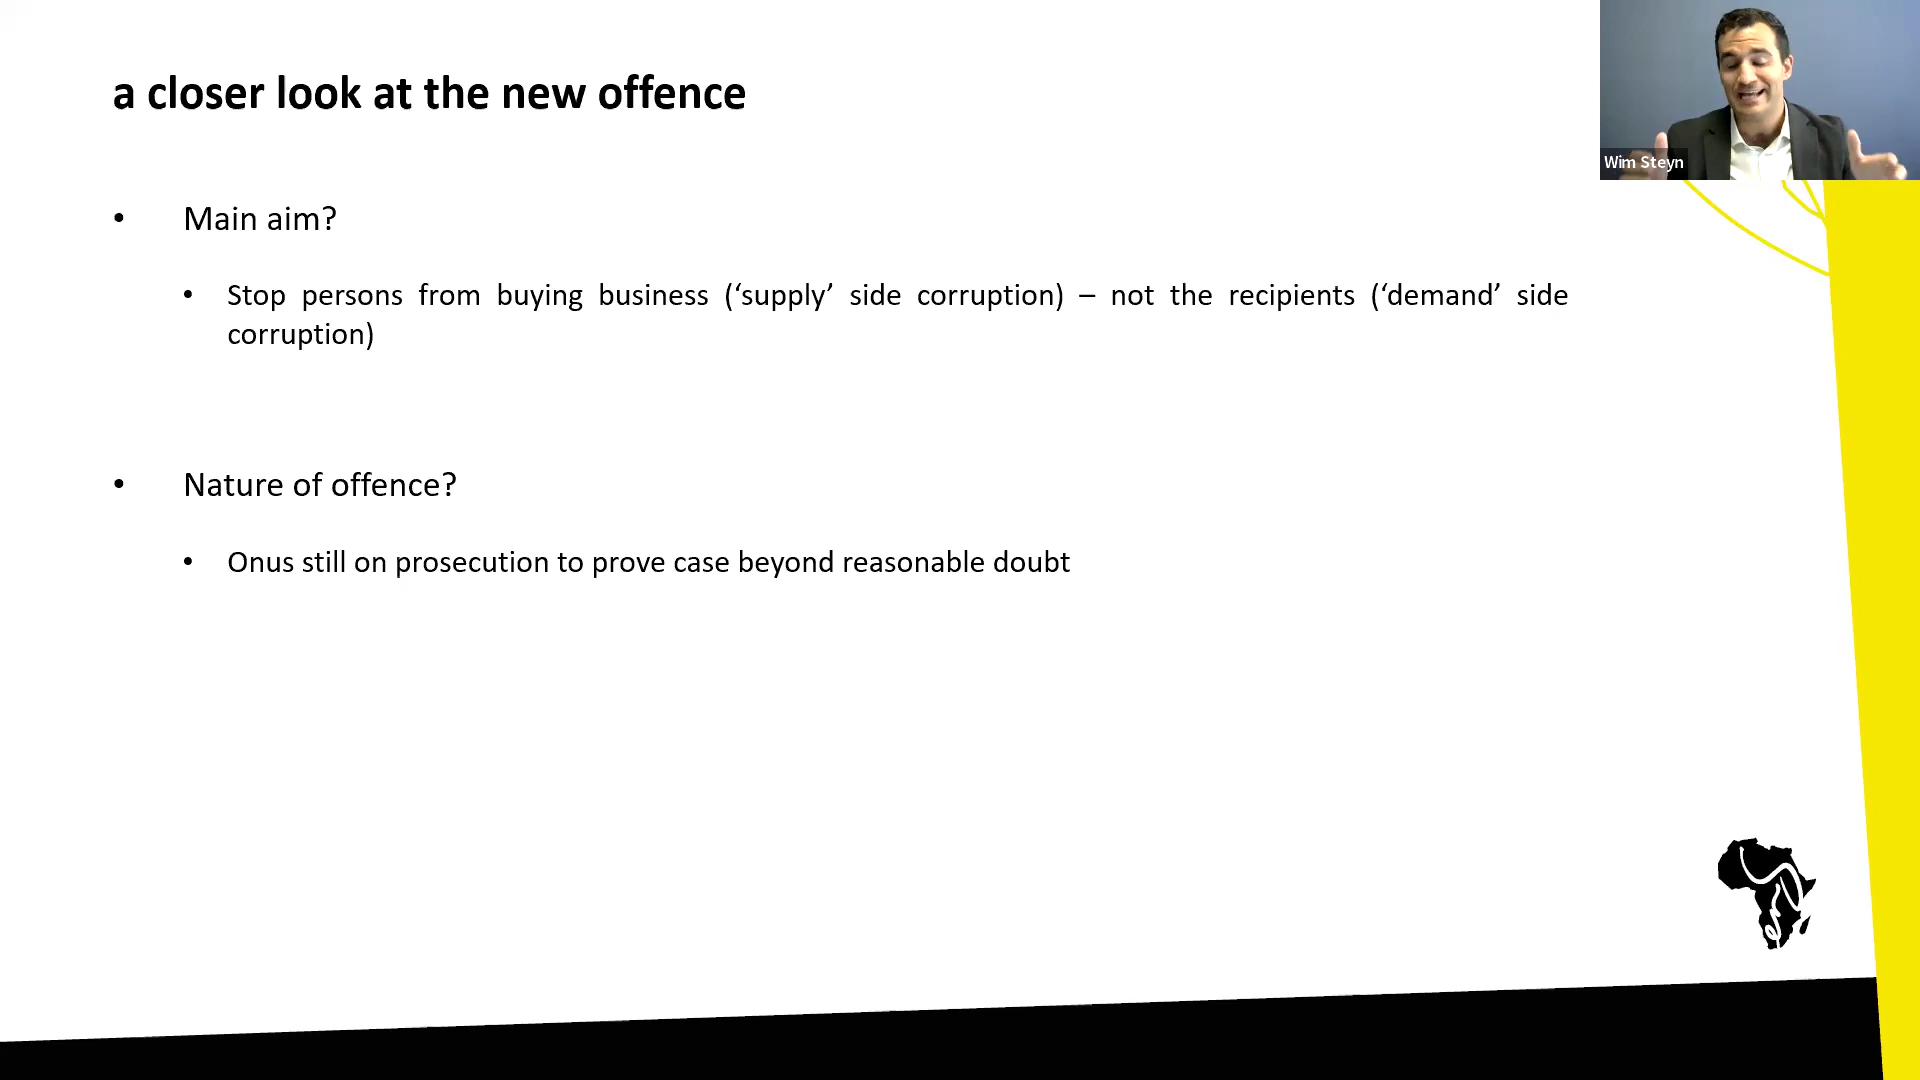 a closer look at the new offence
Wim Steyn
• Main aim?
• Stop persons from buying business (‘supply’ side corruption) – not the recipients (‘demand’ side
corruption)
• Nature of offence?
• Onus still on prosecution to prove case beyond reasonable doubt